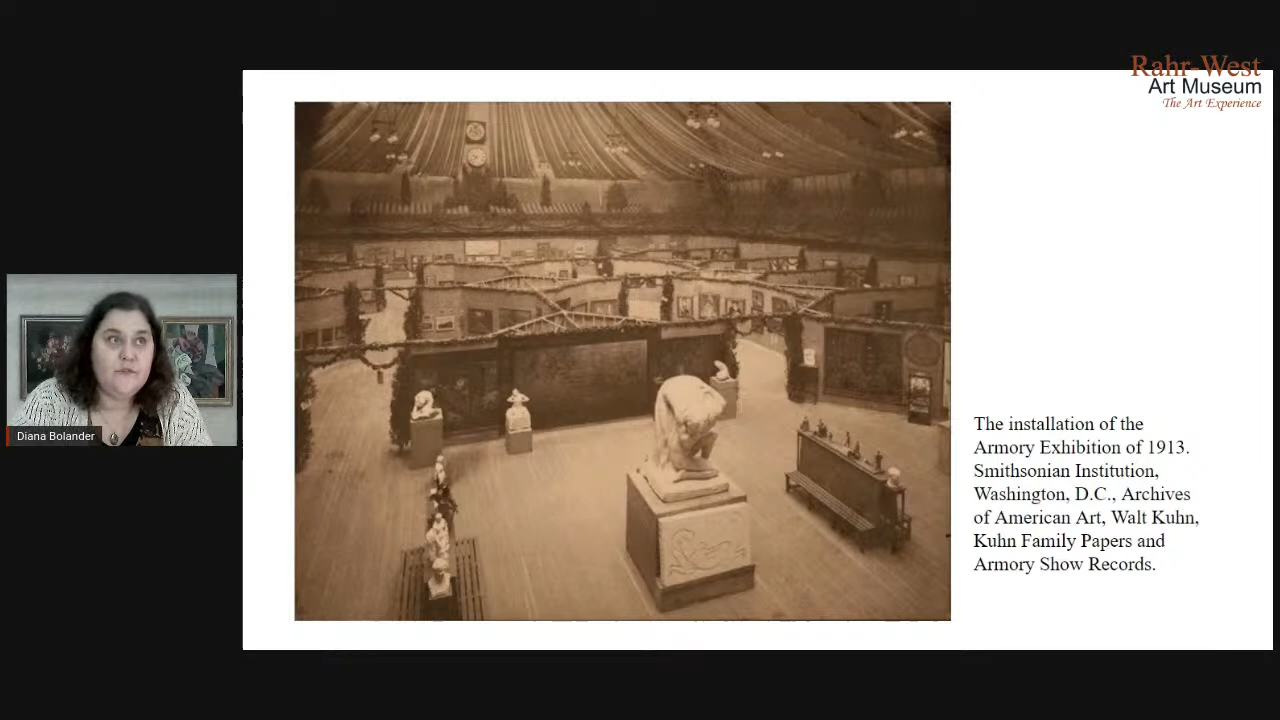 Rahr-West
Art Museum
The Art Experience
The installation of the
Armory Exhibition of 1913.
Smithsonian Institution,
Washington, D.C., Archives
of American Art, Walt Kuhn,
Kuhn Family Papers and
Armory Show Records.
Diana Bolander